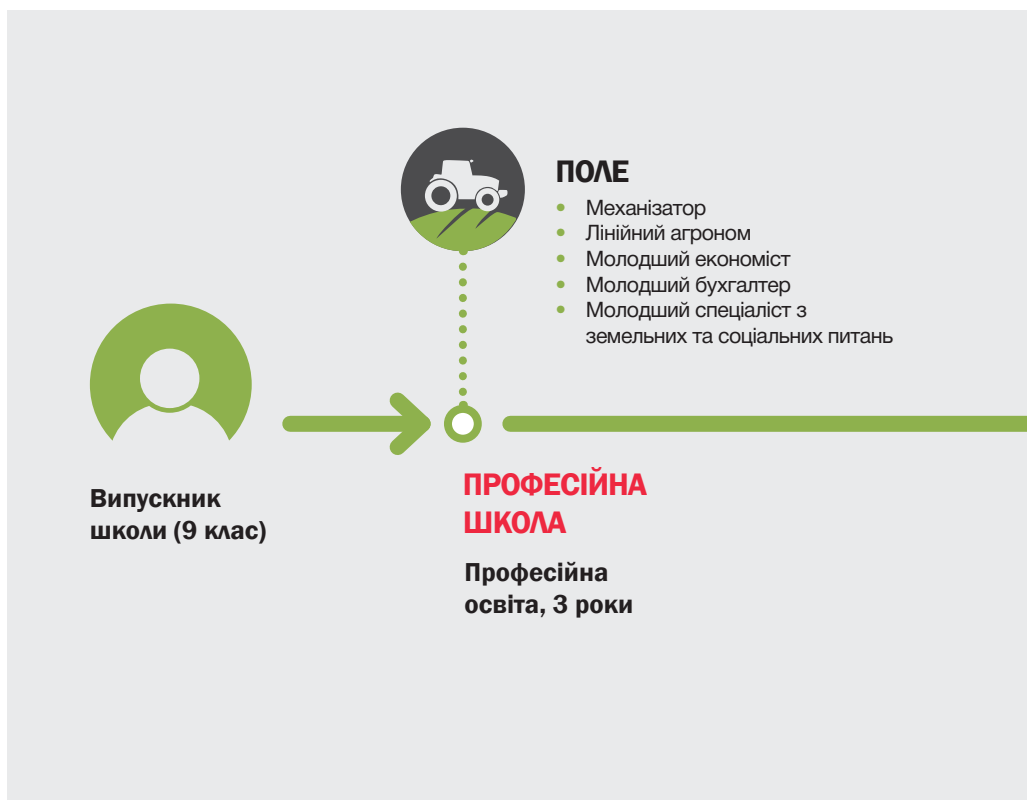 ПОЛЕ
• Механізатор
• Лінійний агроном
• Молодший економіст
• Молодший бухгалтер
• Молодший спеціаліст з
земельних та соціальних питань
Випускник
школи (9 клас)
ПРОФЕСІЙНА
ШКОЛА
Професійна
освіта, 3 роки